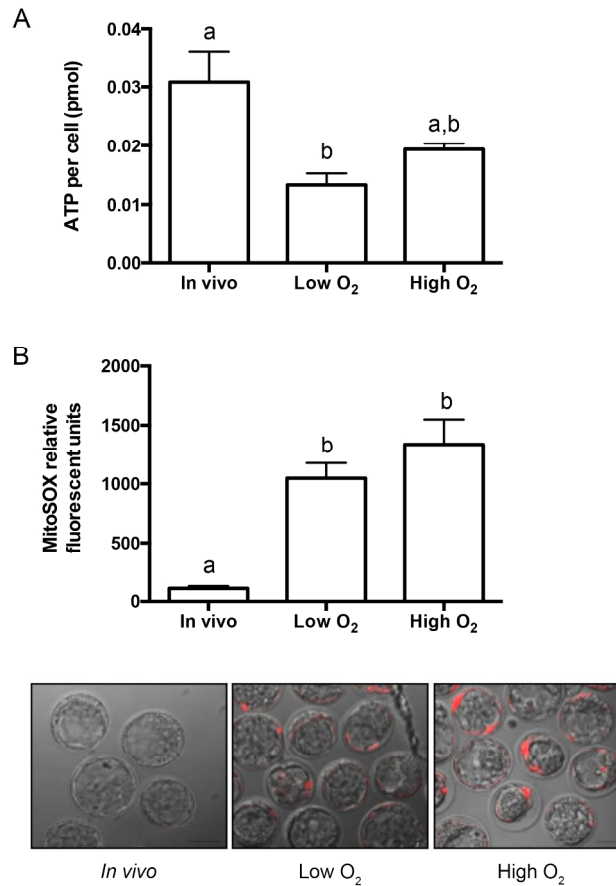 A
ATP per cell (pmol)
0.04
0.03
0.02
0.01
0.00
a
b
a,b
In vivo Low O₂ High O₂
B
MitoSOX relative
fluorescent units
2000
1500
1000
500
0
a
b
b
In vivo Low O₂ High O₂
In vivo Low O₂ High O₂